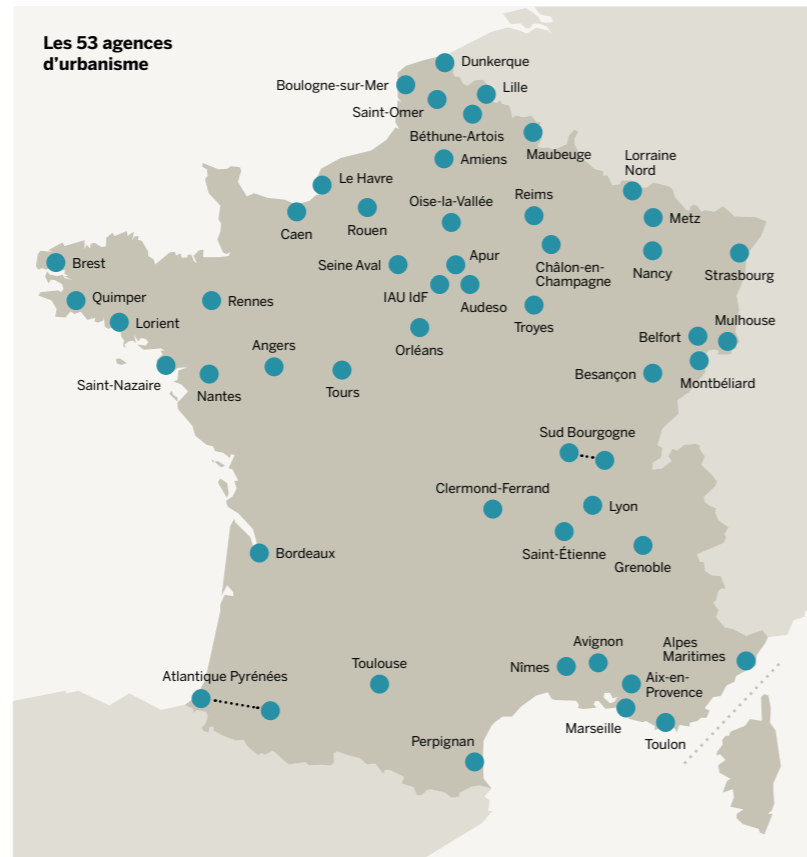 Les 53 agences
d’urbanisme
Dunkerque
Boulogne-sur-Mer
Lille
Saint-Omer
Béthune-Artois
Maubeuge
Amiens
Lorraine
Nord
Le Havre
Reims
Oise-la-Vallée
Metz
Caen
Rouen
Seine Aval
Apur
Châlon-en-
Champagne
Nancy
Strasbourg
Brest
Quimper
Rennes
IAU IdF
Audeso
Troyes
Lorient
Mulhouse
Belfort
Angers
Orléans
Saint-Nazaire
Nantes
Tours
Besançon
Montbéliard
Sud Bourgogne
Clermond-Ferrand
Lyon
Saint-Étienne
Grenoble
Bordeaux
Avignon
Alpes
Maritimes
Nîmes
Toulouse
Atlantique Pyrénées
Aix-en-
Provence
Marseille
Toulon
Perpignan